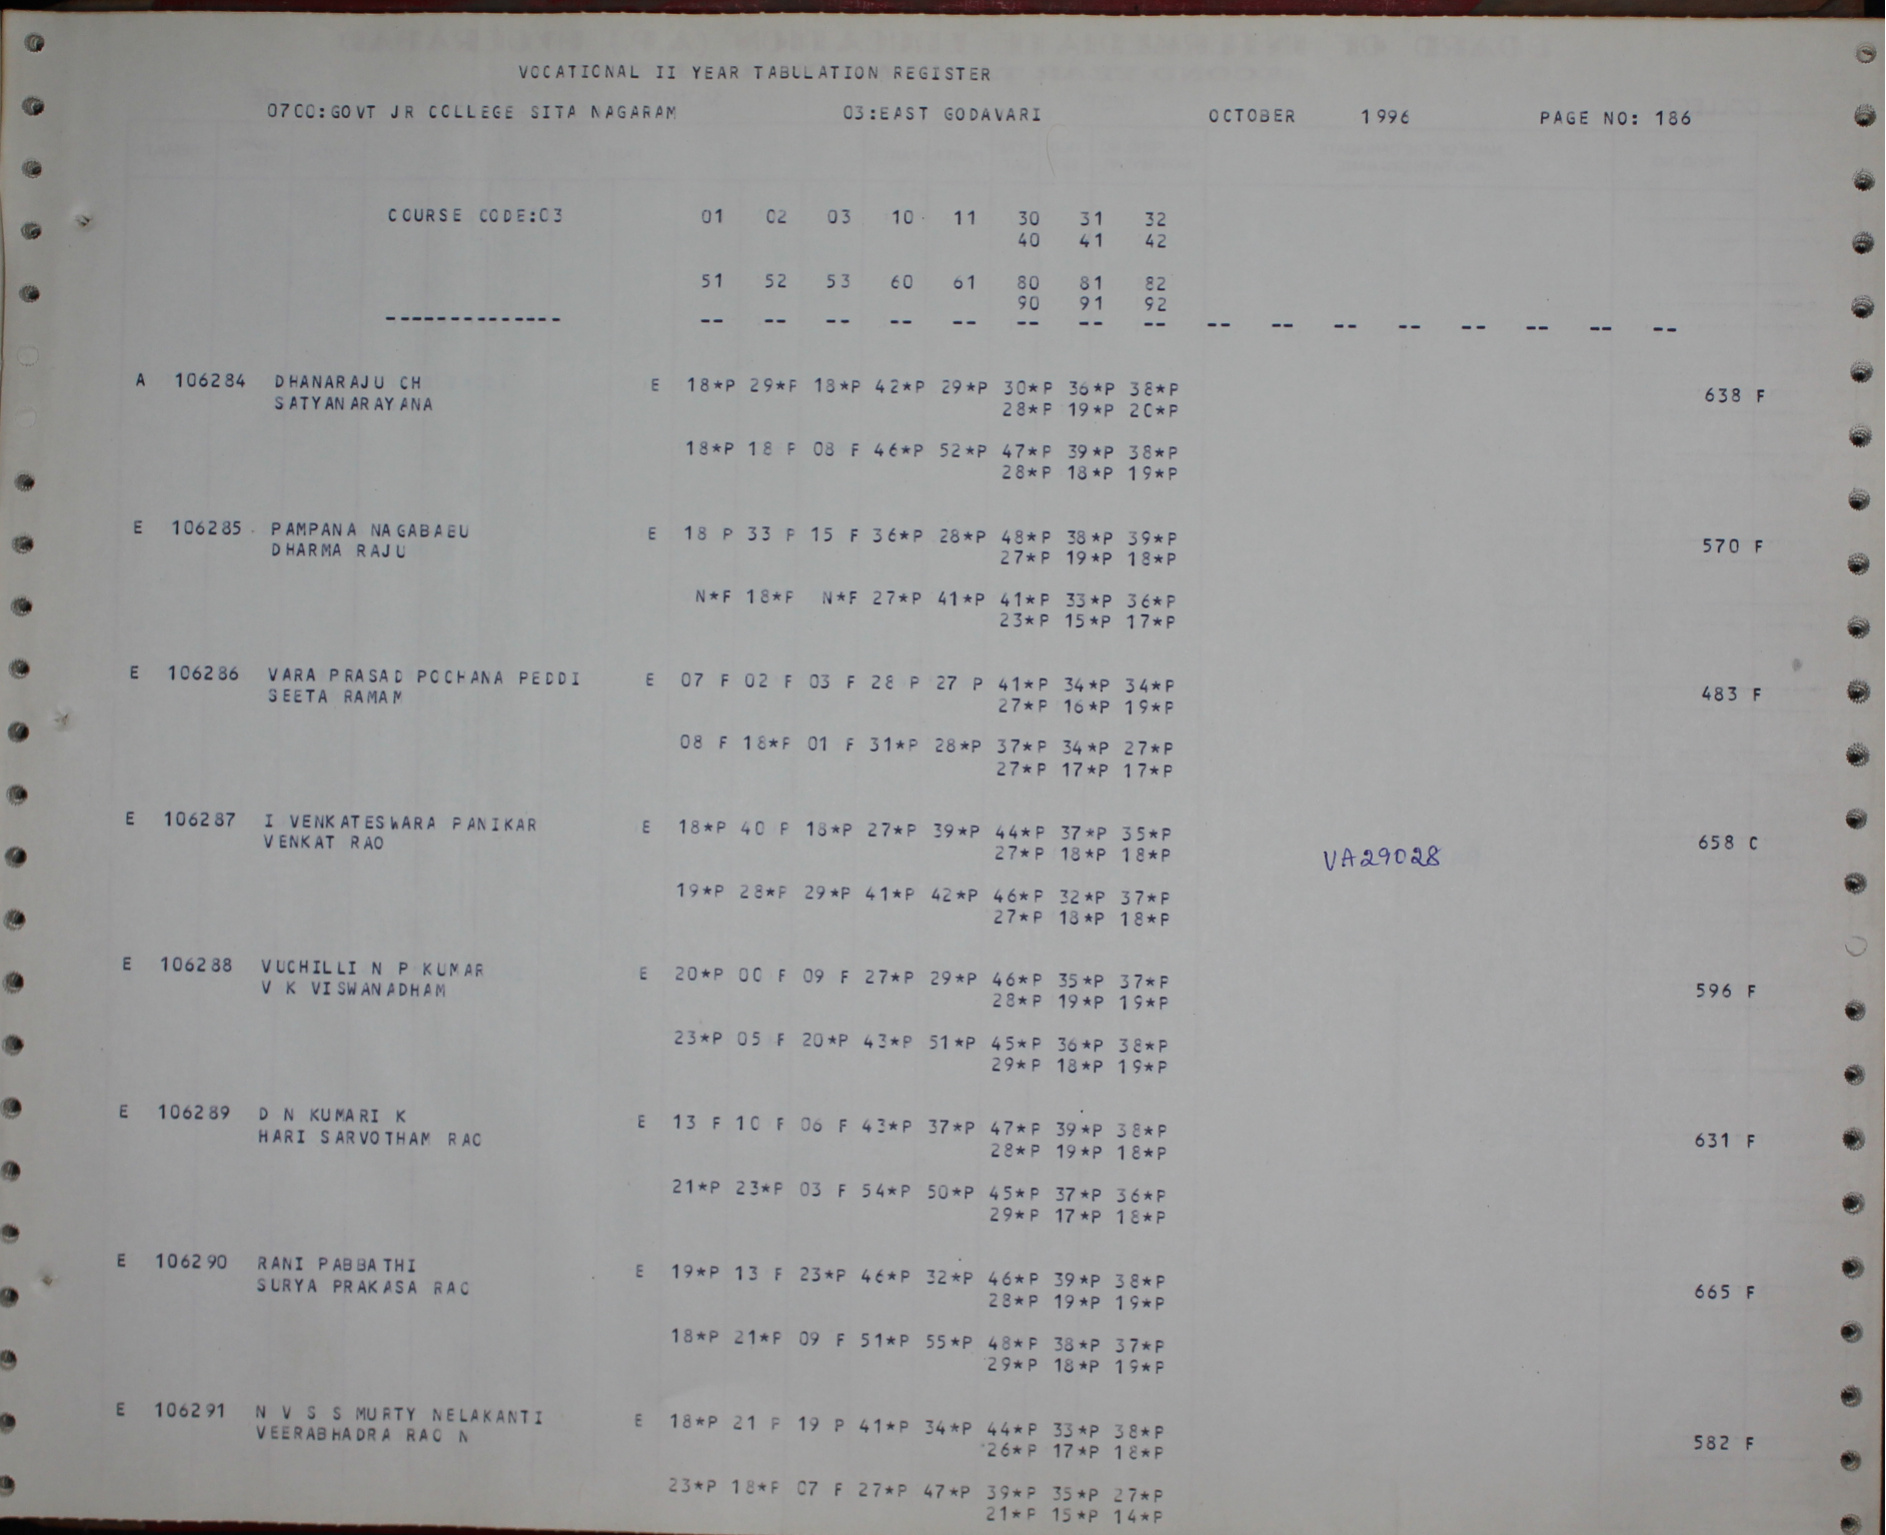 VOCATIONAL II YEAR TABULATION REGISTER
0700:GOVT JR COLLEGE SITA NAGARAM 03:EAST GODAVARI OCTOBER 1996 PAGE NO: 186
COURSE CODE:03 01 02 03 10 11 30 31 32
40 41 42
51 52 53 60 61 80 81 82
90 91 92
-------------- -- -- -- -- -- -- -- -- -- -- -- -- -- -- -- --
A 106284 DHANARAJU CH E 18*P 29*P 18*P 42*P 29*P 30*P 36*P 38*P
SATYANARAYANA 28*P 19*P 20*P 638 F
18*P 18 P 08 F 46*P 52*P 47*P 39*P 38*P
28*P 18*P 19*P
E 106285 PAMPANA NAGABABU E 18 P 33 P 15 F 36*P 28*P 48*P 38*P 39*P
DHARMA RAJU 27*P 19*P 18*P 570 F
N*F 18*P N*F 27*P 41*P 41*P 33*P 36*P
23*P 15*P 17*P
E 106286 VARA PRASAD POCHANA PEDDI E 07 F 02 F 03 F 28 P 27 P 41*P 34*P 34*P
SEETA RAMAM 27*P 16*P 19*P 483 F
08 F 18*P 01 F 31*P 28*P 37*P 34*P 27*P
27*P 17*P 17*P
E 106287 I VENKATESWARA PANIKAR E 18*P 40 P 18*P 27*P 39*P 44*P 37*P 35*P
VENKAT RAO 27*P 18*P 18*P VA29028 658 C
19*P 28*P 29*P 41*P 42*P 46*P 32*P 37*P
27*P 18*P 18*P
E 106288 VUCHILLI N P KUMAR E 20*P 00 F 09 F 27*P 29*P 46*P 35*P 37*P
V K VISWANADHAM 28*P 19*P 19*P 596 F
23*P 05 F 20*P 43*P 51*P 45*P 36*P 38*P
29*P 18*P 19*P
E 106289 D N KUMARI K E 13 F 10 F 06 F 43*P 37*P 47*P 39*P 38*P
HARI SARVOTHAM RAO 28*P 19*P 18*P 631 F
21*P 23*P 03 F 54*P 50*P 45*P 37*P 36*P
29*P 17*P 18*P
E 106290 RANI PABBATHI E 19*P 13 F 23*P 46*P 32*P 46*P 39*P 38*P
SURYA PRAKASA RAO 28*P 19*P 19*P 665 F
18*P 21*P 09 F 51*P 55*P 48*P 38*P 37*P
29*P 18*P 19*P
E 106291 N V S S MURTY NELAKANTI E 18*P 21 P 19 P 41*P 34*P 44*P 33*P 38*P
VEERABHADRA RAO N 26*P 17*P 18*P 582 F
23*P 18*P 07 F 27*P 47*P 39*P 35*P 27*P
21*P 15*P 14*P